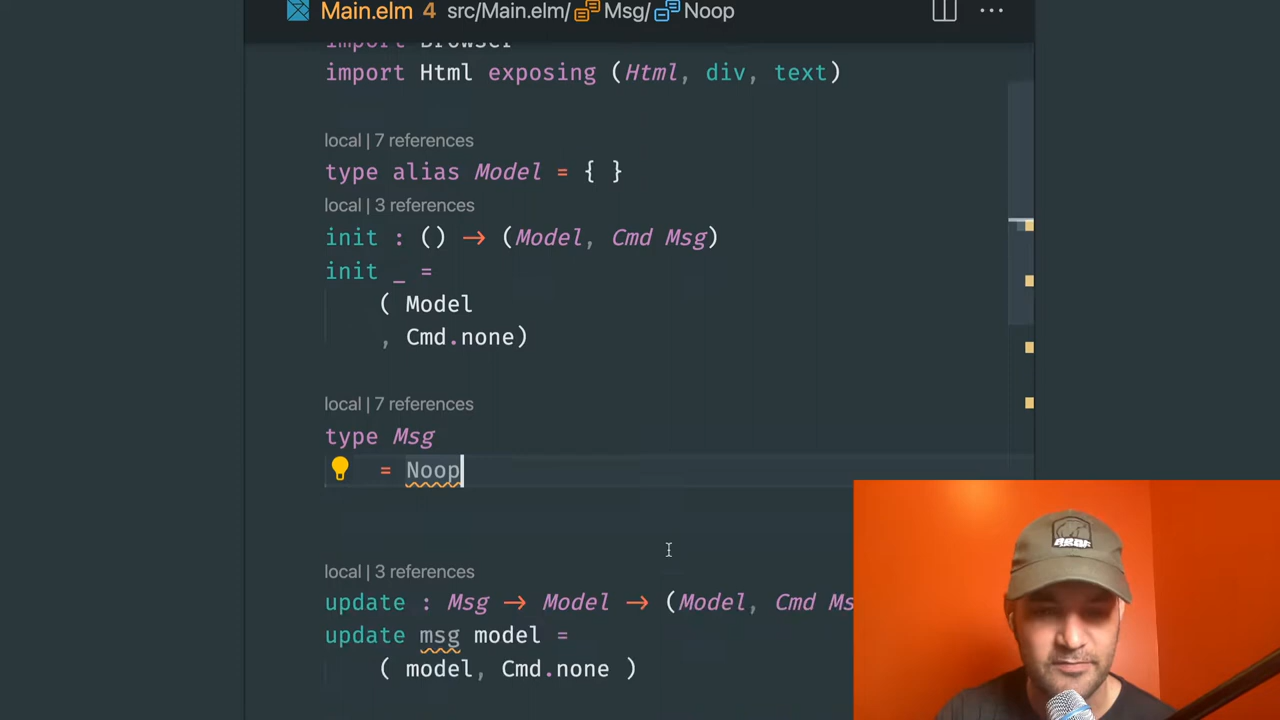 Main.elm 4 src/Main.elm/ Msg/ Noop ···
import Browser
import Html exposing (Html, div, text)
local | 7 references
type alias Model = { }
local | 3 references
init : () → (Model, Cmd Msg)
init _ =
( Model
, Cmd.none)
local | 7 references
type Msg
= Noop
local | 3 references
update : Msg → Model → (Model, Cmd Ms
update msg model =
( model, Cmd.none )